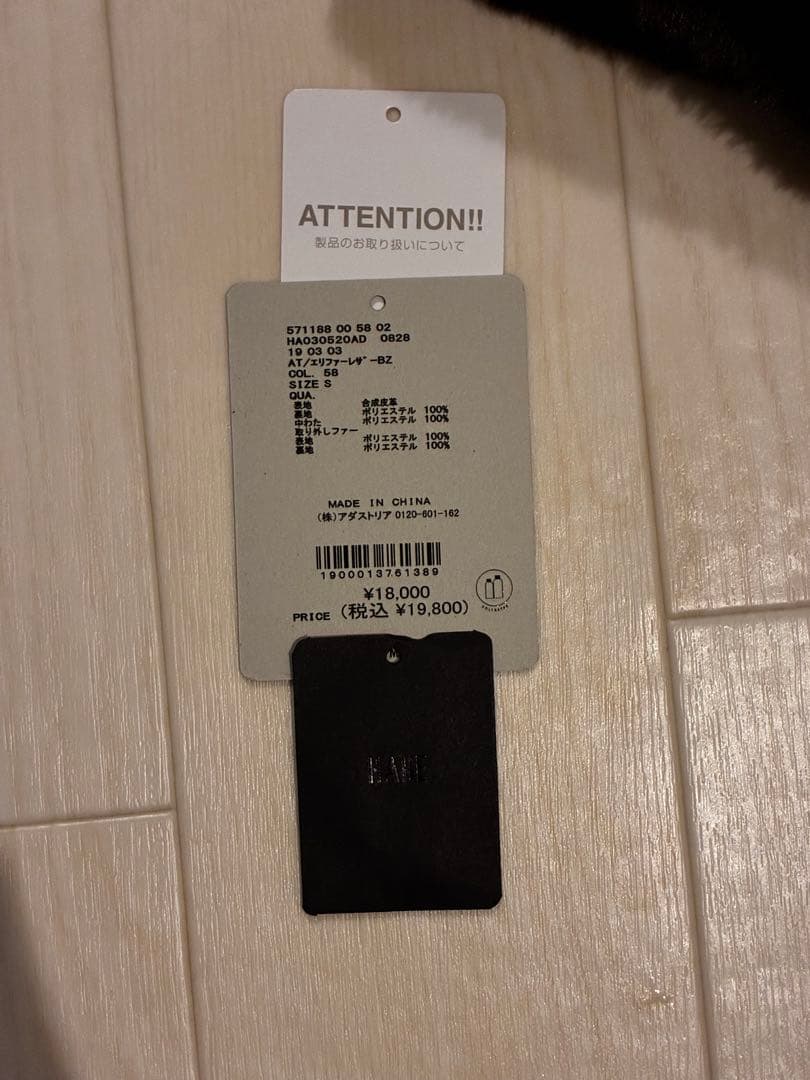 ATTENTION!!
製品のお取り扱いについて
571188 00 58 02
HA030520AD 0828
19 03 03
AT/エリファーレザーBZ
COL. 58
SIZE S
QUA.
表地 合成皮革
裏地 ポリエステル 100%
中わた ポリエステル 100%
取り外しファー
表地 ポリエステル 100%
裏地 ポリエステル 100%
MADE IN CHINA
(株)アダストリア 0120-601-162
1900013761389
¥18,000
PRICE (税込 ¥19,800)
HARE